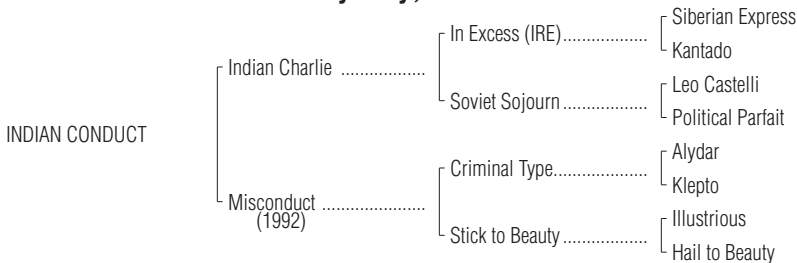 Siberian Express
In Excess (IRE)
Kantado
Indian Charlie
Leo Castelli
Soviet Sojourn
Political Parfait
INDIAN CONDUCT
Alydar
Criminal Type
Klepto
Misconduct
(1992)
Illustrious
Stick to Beauty
Hail to Beauty